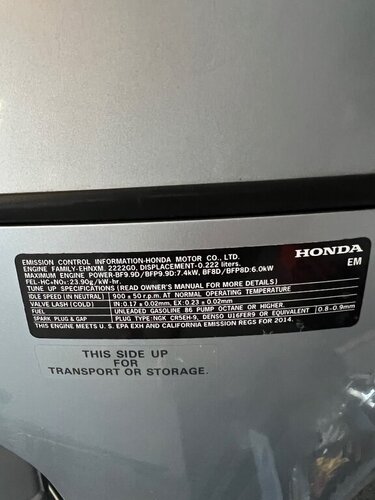 EMISSION CONTROL INFORMATION-HONDA MOTOR CO., LTD.
ENGINE FAMILY-EHNXM. 2222G0, DISPLACEMENT-0.222 liters.
MAXIMUM ENGINE POWER-BF9.9D/BFP9.9D:7.4kW, BF8D/BFP8D:6.0kW
FEL-HC+NOx:23.90g/kW-hr.
HONDA
EM
TUNE UP SPECIFICATIONS (READ OWNER'S MANUAL FOR MORE DETAILS)
IDLE SPEED (IN NEUTRAL) 900 ± 50 r.p.m. AT NORMAL OPERATING TEMPERATURE
VALVE LASH (COLD) IN:0.17 ± 0.02mm, EX:0.23 ± 0.02mm
FUEL UNLEADED GASOLINE 86 PUMP OCTANE OR HIGHER.
SPARK PLUG & GAP PLUG TYPE:NGK CR5EH-9, DENSO U16FER9 OR EQUIVALENT 0.8-0.9mm
THIS ENGINE MEETS U.S. EPA EXH AND CALIFORNIA EMISSION REGS FOR 2014.
THIS SIDE UP
FOR
TRANSPORT OR STORAGE.